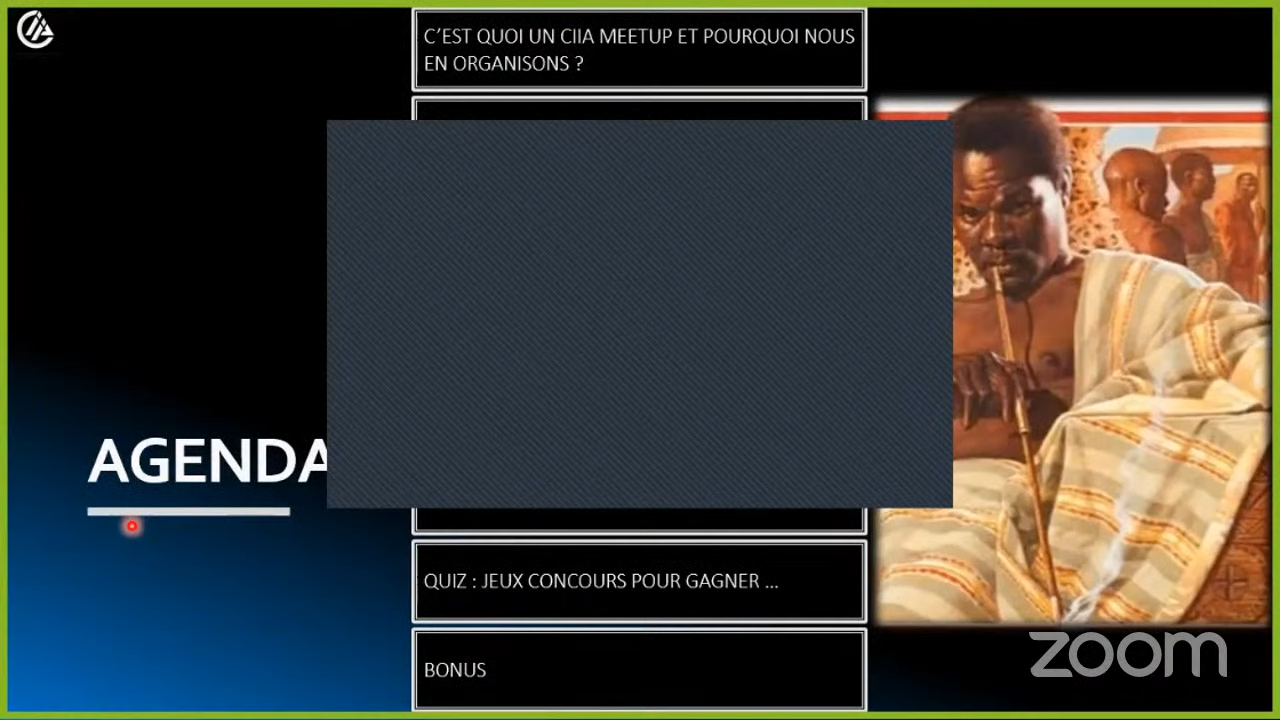 C'EST QUOI UN CIIA MEETUP ET POURQUOI NOUS
EN ORGANISONS ?
AGENDA
QUIZ : JEUX CONCOURS POUR GAGNER ...
BONUS
zoom